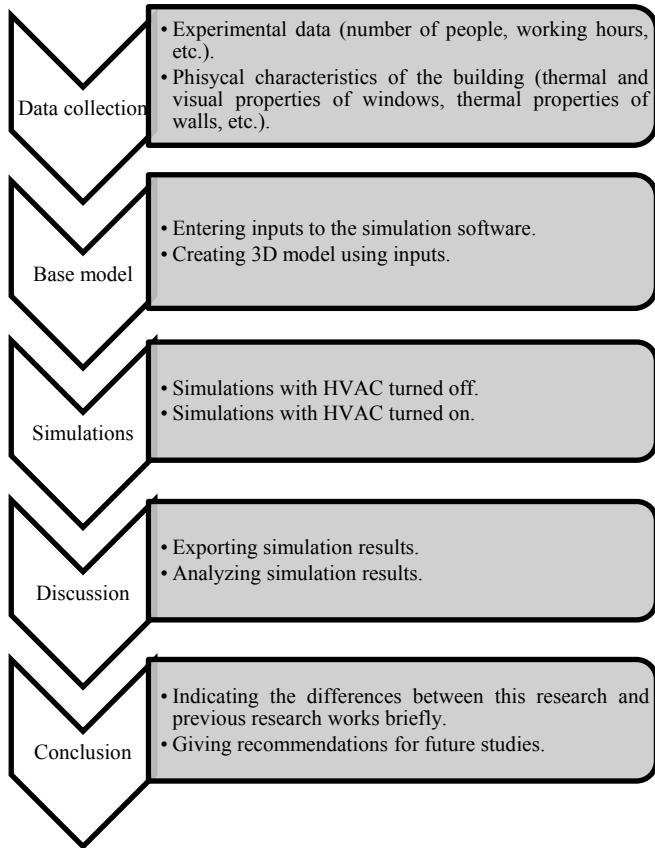 Data collection
• Experimental data (number of people, working hours,
etc.).
• Phisycal characteristics of the building (thermal and
visual properties of windows, thermal properties of
walls, etc.).
Base model
• Entering inputs to the simulation software.
• Creating 3D model using inputs.
Simulations
• Simulations with HVAC turned off.
• Simulations with HVAC turned on.
Discussion
• Exporting simulation results.
• Analyzing simulation results.
Conclusion
• Indicating the differences between this research and
previous research works briefly.
• Giving recommendations for future studies.